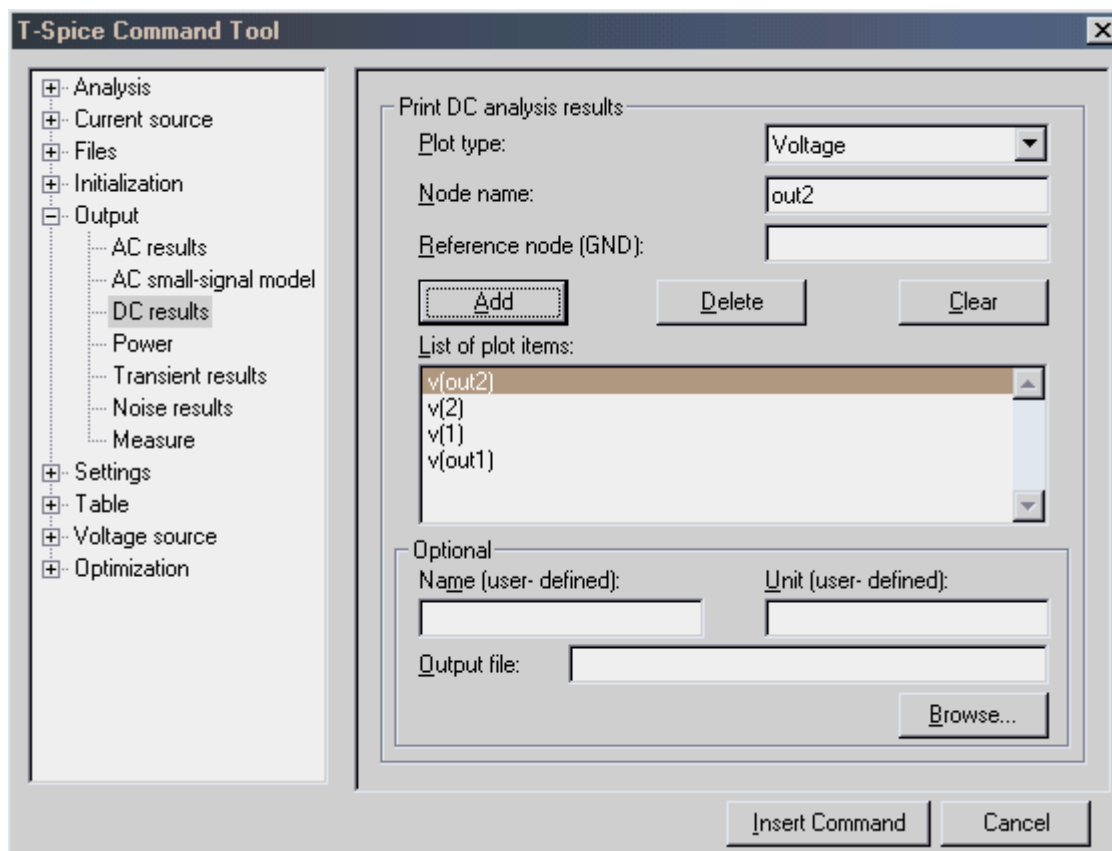 T-Spice Command Tool
Analysis
Current source
Files
Initialization
Output
AC results
AC small-signal model
DC results
Power
Transient results
Noise results
Measure
Settings
Table
Voltage source
Optimization
Print DC analysis results
Plot type:
Voltage
Node name:
out2
Reference node (GND):
Add
Delete
Clear
List of plot items:
v(out2)
v(2)
v(1)
v(out1)
Optional
Name (user- defined):
Unit (user- defined):
Output file:
Browse...
Insert Command
Cancel